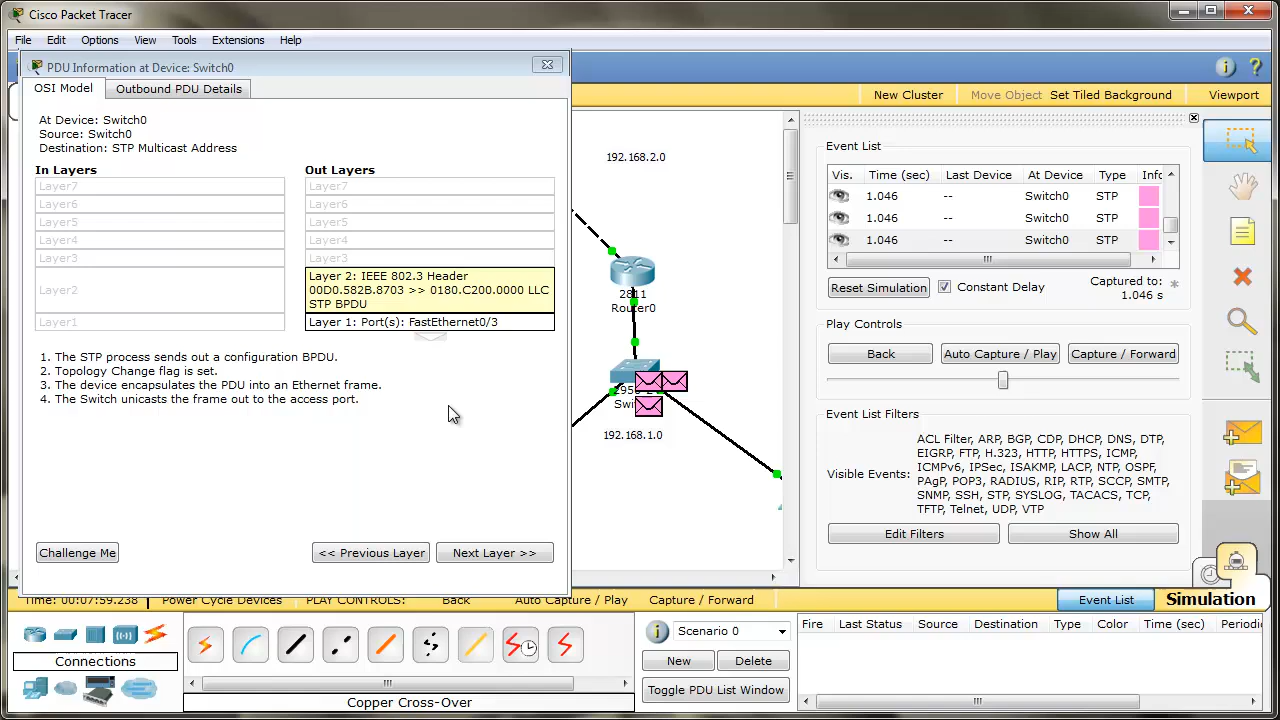 Cisco Packet Tracer
File Edit Options View Tools Extensions Help
PDU Information at Device: Switch0
OSI Model Outbound PDU Details
At Device: Switch0
Source: Switch0
Destination: STP Multicast Address
In Layers Out Layers
Layer7 Layer7
Layer6 Layer6
Layer5 Layer5
Layer4 Layer4
Layer3 Layer3
Layer2
Layer 2: IEEE 802.3 Header
00D0.582B.8703 >> 0180.C200.0000 LLC
STP BPDU
Layer1 Layer 1: Port(s): FastEthernet0/3
1. The STP process sends out a configuration BPDU.
2. Topology Change flag is set.
3. The device encapsulates the PDU into an Ethernet frame.
4. The Switch unicasts the frame out to the access port.
Challenge Me << Previous Layer Next Layer >>
New Cluster Move Object Set Tiled Background Viewport
192.168.2.0
2811
Router0
192.168.1.0
Event List
Vis. Time (sec) Last Device At Device Type Infc
1.046 -- Switch0 STP
1.046 -- Switch0 STP
1.046 -- Switch0 STP
Reset Simulation Constant Delay Captured to: *
1.046 s
Play Controls
Back Auto Capture / Play Capture / Forward
Event List Filters
Visible Events:
ACL Filter, ARP, BGP, CDP, DHCP, DNS, DTP,
EIGRP, FTP, H.323, HTTP, HTTPS, ICMP,
ICMPv6, IPSec, ISAKMP, LACP, NTP, OSPF,
PAgP, POP3, RADIUS, RIP, RTP, SCCP, SMTP,
SNMP, SSH, STP, SYSLOG, TACACS, TCP,
TFTP, Telnet, UDP, VTP
Edit Filters Show All
Time: 00:07:59.238 Power Cycle Devices PLAY CONTROLS: Back Auto Capture / Play Capture / Forward Event List Simulation
Connections
Copper Cross-Over
Scenario 0
New Delete
Toggle PDU List Window
Fire Last Status Source Destination Type Color Time (sec) Periodic